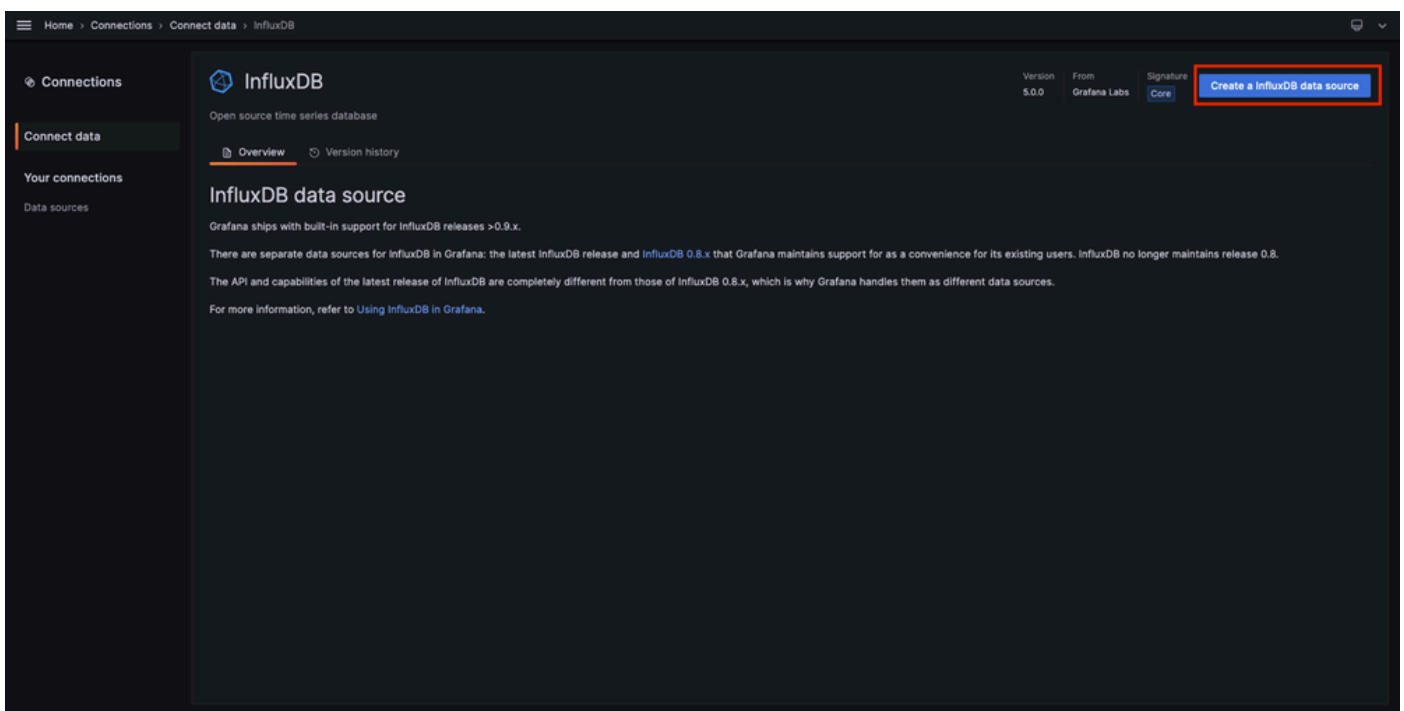 Home › Connections › Connect data › InfluxDB
Connections
Connect data
Your connections
Data sources
InfluxDB
Open source time series database
Version
5.0.0
From
Grafana Labs
Signature
Core
Create a InfluxDB data source
Overview
Version history
InfluxDB data source
Grafana ships with built-in support for InfluxDB releases >0.9.x.
There are separate data sources for InfluxDB in Grafana: the latest InfluxDB release and InfluxDB 0.8.x that Grafana maintains support for as a convenience for its existing users. InfluxDB no longer maintains release 0.8.
The API and capabilities of the latest release of InfluxDB are completely different from those of InfluxDB 0.8.x, which is why Grafana handles them as different data sources.
For more information, refer to Using InfluxDB in Grafana.